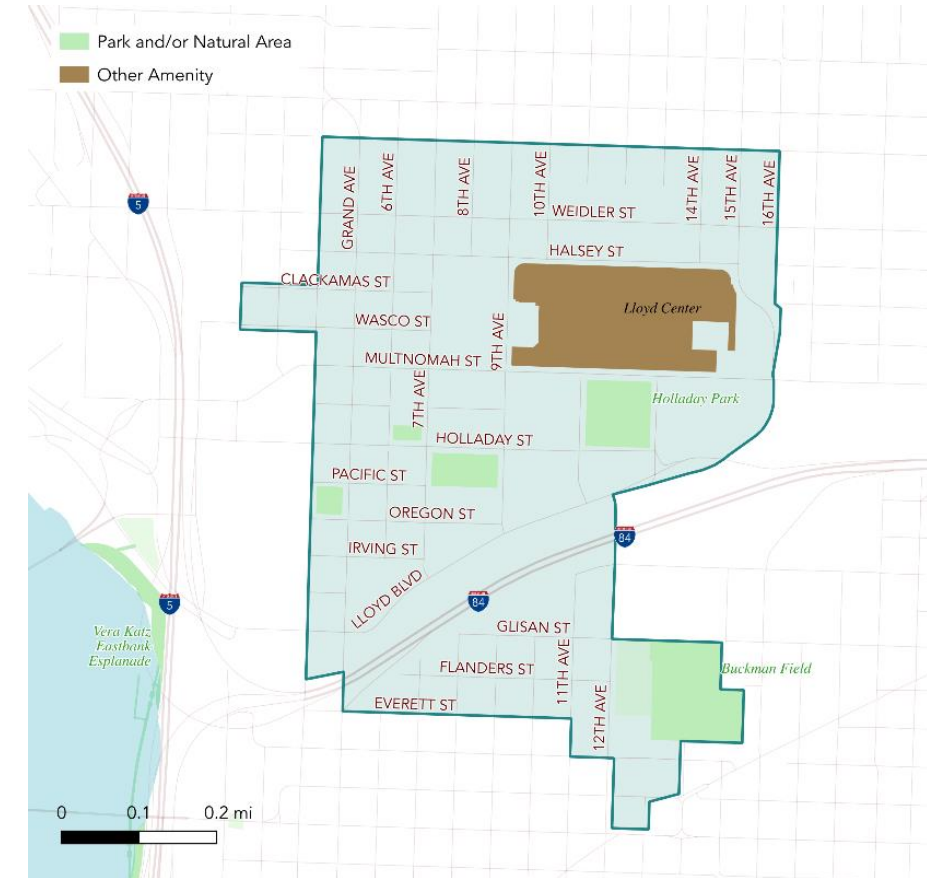 Park and/or Natural Area
Other Amenity
GRAND AVE
6TH AVE
8TH AVE
10TH AVE
14TH AVE
15TH AVE
16TH AVE
5
WEIDLER ST
HALSEY ST
CLACKAMAS ST
Lloyd Center
WASCO ST
9TH AVE
MULTNOMAH ST
7TH AVE
Holladay Park
HOLLADAY ST
PACIFIC ST
OREGON ST
84
IRVING ST
LLOYD BLVD
84
5
GLISAN ST
Vera Katz
Eastbank
Esplanade
FLANDERS ST
11TH AVE
Buckman Field
EVERETT ST
12TH AVE
0 0.1 0.2 mi